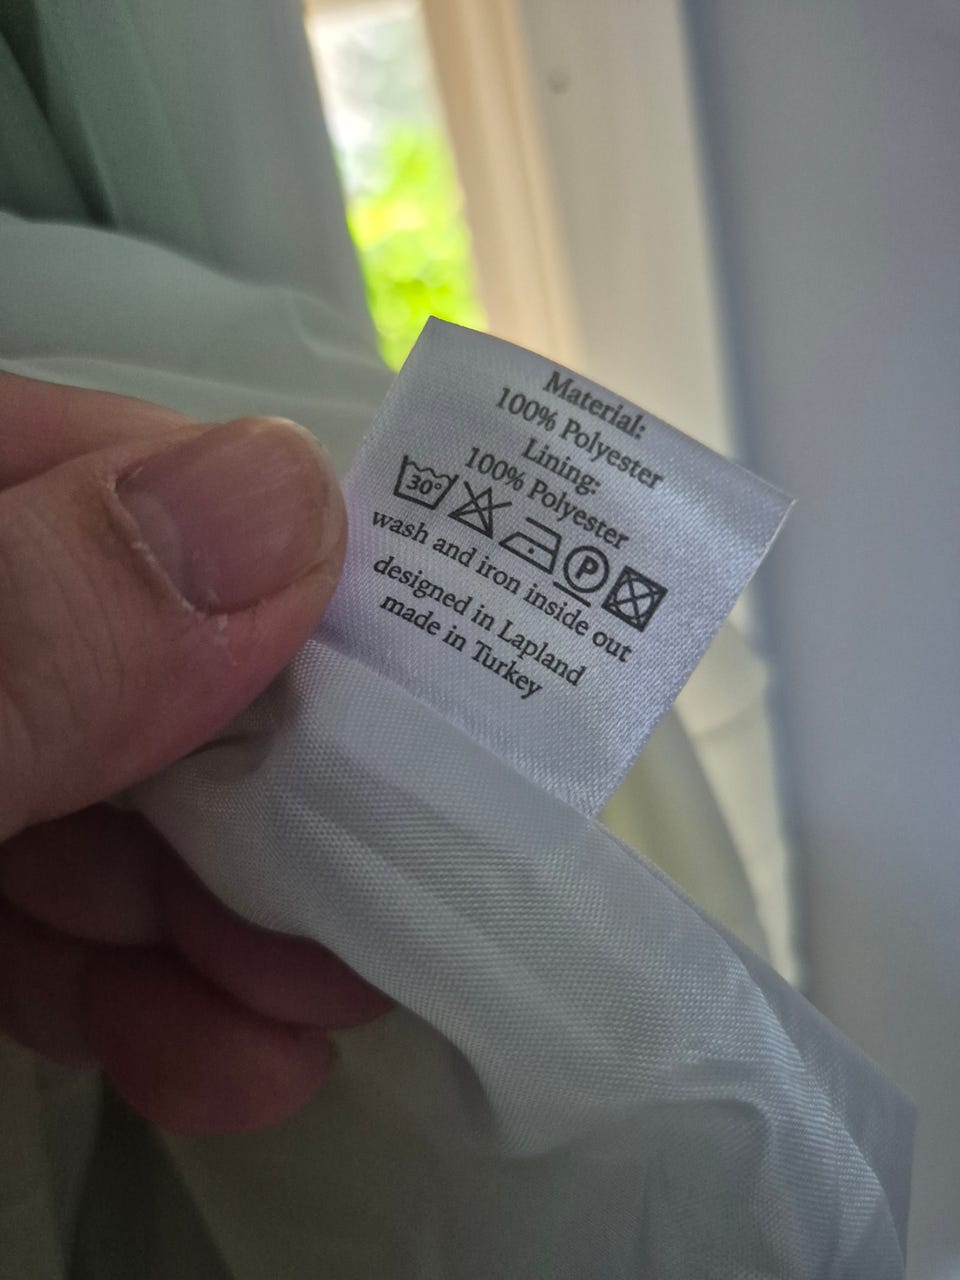 Material:
100% Polyester
Lining:
100% Polyester
30° P
wash and iron inside out
designed in Lapland
made in Turkey